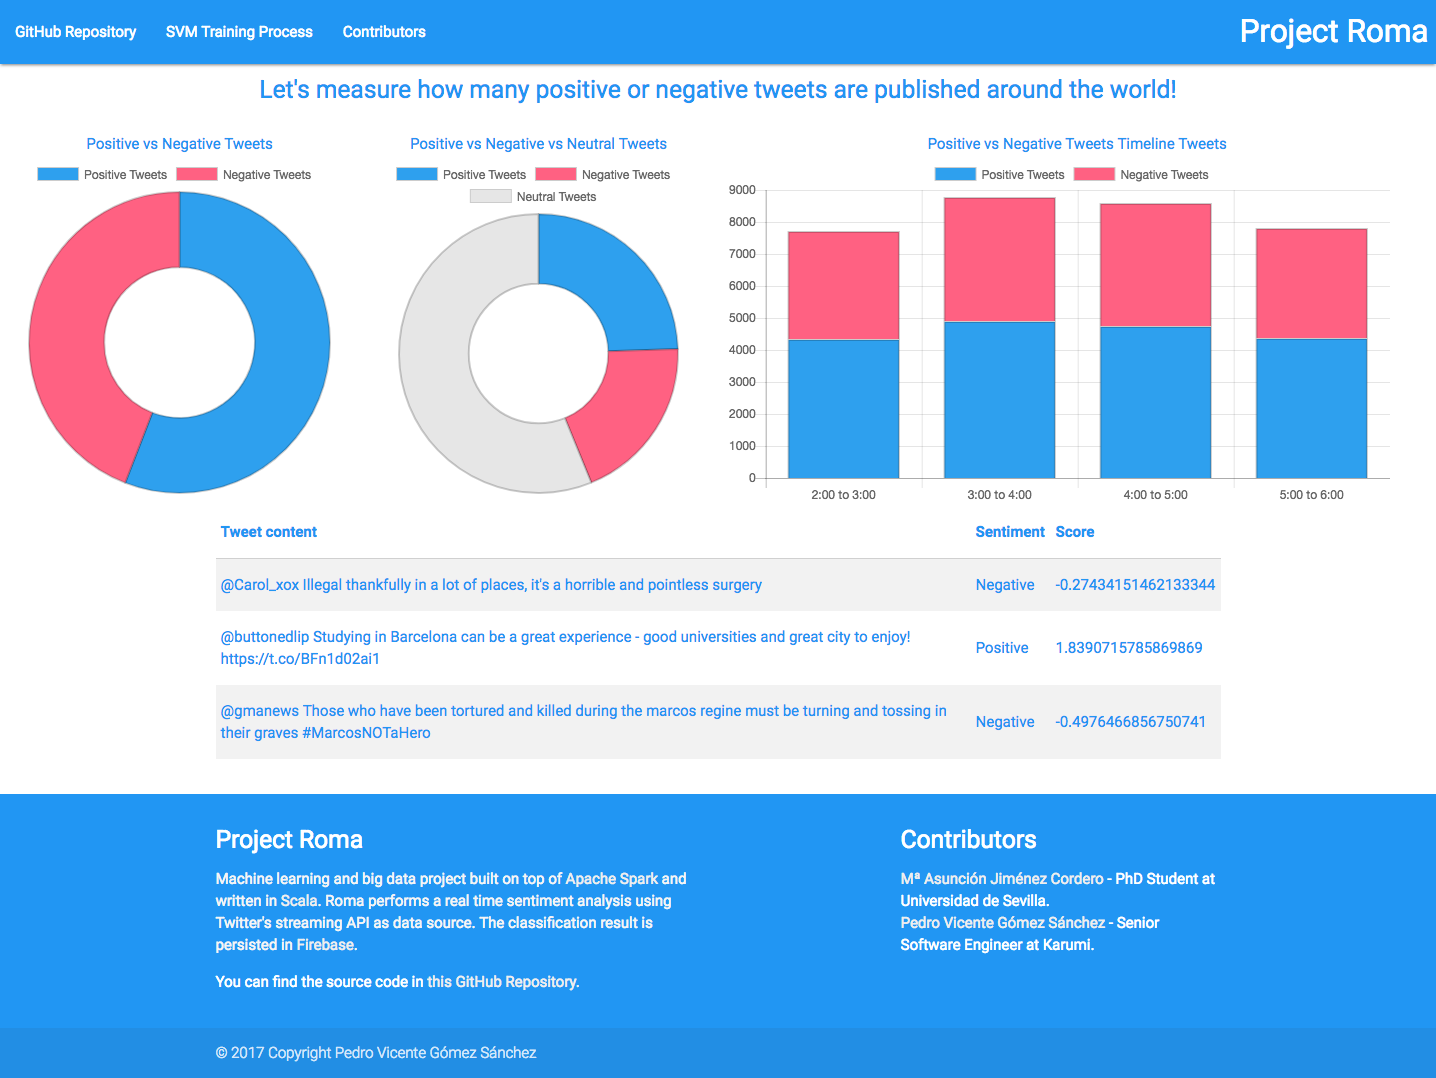 GitHub Repository SVM Training Process Contributors Project Roma
Let's measure how many positive or negative tweets are published around the world!
Positive vs Negative Tweets
Positive Tweets Negative Tweets
Positive vs Negative vs Neutral Tweets
Positive Tweets Negative Tweets
Neutral Tweets
Positive vs Negative Tweets Timeline Tweets
Positive Tweets Negative Tweets
9000
8000
7000
6000
5000
4000
3000
2000
1000
0
2:00 to 3:00 3:00 to 4:00 4:00 to 5:00 5:00 to 6:00
Tweet content Sentiment Score
@Carol_xox Illegal thankfully in a lot of places, it's a horrible and pointless surgery Negative -0.27434151462133344
@buttonedlip Studying in Barcelona can be a great experience - good universities and great city to enjoy!
https://t.co/BFn1d02ai1 Positive 1.8390715785869869
@gmanews Those who have been tortured and killed during the marcos regine must be turning and tossing in
their graves #MarcosNOTaHero Negative -0.4976466856750741
Project Roma
Machine learning and big data project built on top of Apache Spark and
written in Scala. Roma performs a real time sentiment analysis using
Twitter's streaming API as data source. The classification result is
persisted in Firebase.
You can find the source code in this GitHub Repository.
Contributors
Mª Asunción Jiménez Cordero - PhD Student at
Universidad de Sevilla.
Pedro Vicente Gómez Sánchez - Senior
Software Engineer at Karumi.
© 2017 Copyright Pedro Vicente Gómez Sánchez